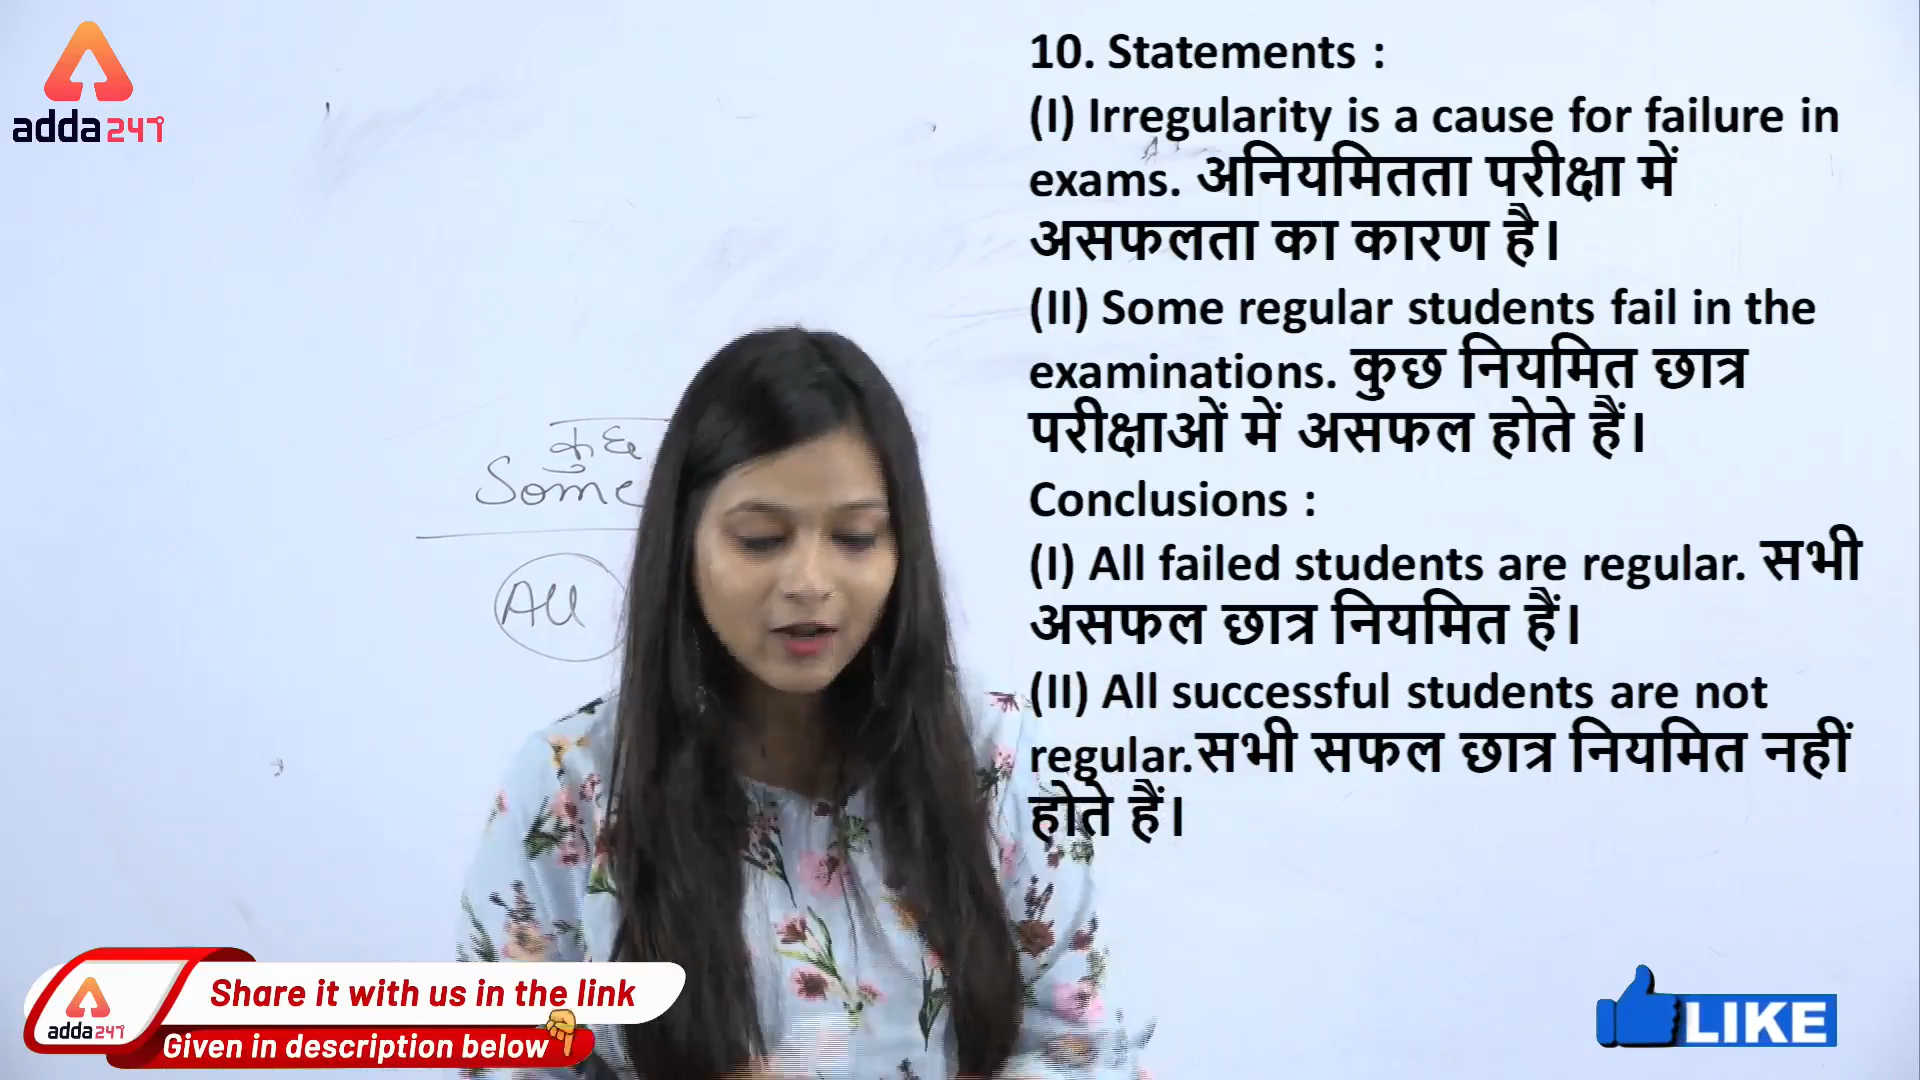 adda247
10. Statements :
(I) Irregularity is a cause for failure in
exams. अनियमितता परीक्षा में
असफलता का कारण है।
(II) Some regular students fail in the
examinations. कुछ नियमित छात्र
परीक्षाओं में असफल होते हैं।
Conclusions :
(I) All failed students are regular. सभी
असफल छात्र नियमित हैं।
(II) All successful students are not
regular.सभी सफल छात्र नियमित नहीं
होते हैं।
कुछ
Some
All
adda247
Share it with us in the link
Given in description below
LIKE